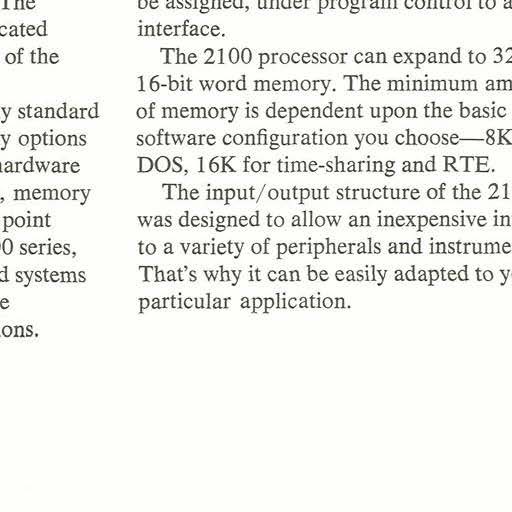 The
cated
of the
y standard
y options
hardware
, memory
point
0 series,
d systems
e
ions.
be assigned, under program control to a
interface.
The 2100 processor can expand to 32
16-bit word memory. The minimum am
of memory is dependent upon the basic
software configuration you choose—8K
DOS, 16K for time-sharing and RTE.
The input/output structure of the 21
was designed to allow an inexpensive in
to a variety of peripherals and instrume
That's why it can be easily adapted to y
particular application.